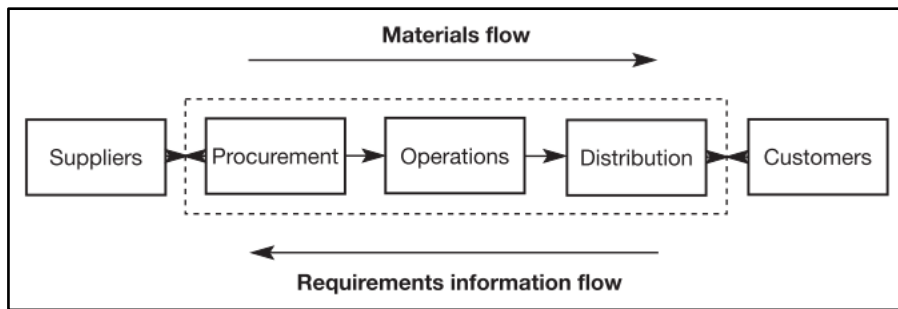 Materials flow
Suppliers
Procurement
Operations
Distribution
Customers
Requirements information flow